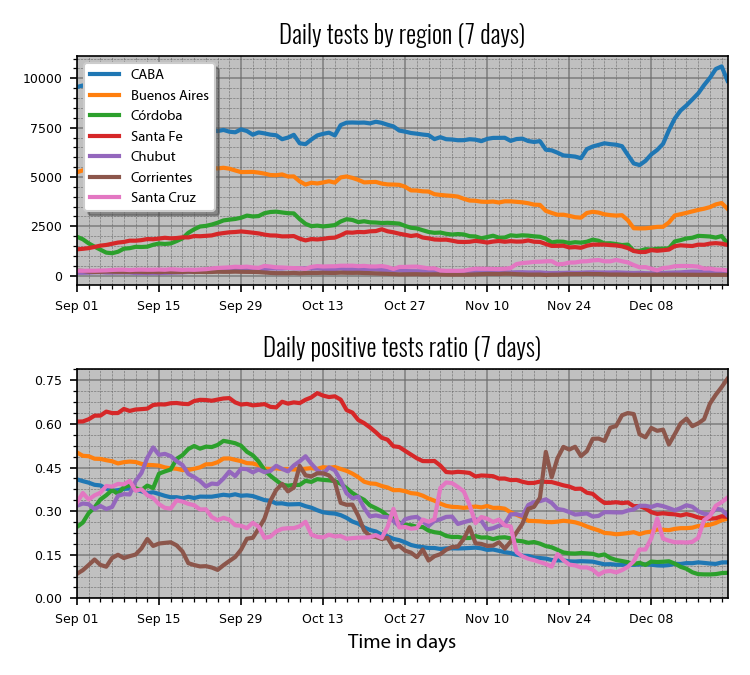 Daily tests by region (7 days)
10000
7500
5000
2500
0
CABA
Buenos Aires
Córdoba
Santa Fe
Chubut
Corrientes
Santa Cruz
Sep 01 Sep 15 Sep 29 Oct 13 Oct 27 Nov 10 Nov 24 Dec 08
Daily positive tests ratio (7 days)
0.75
0.60
0.45
0.30
0.15
0.00
Sep 01 Sep 15 Sep 29 Oct 13 Oct 27 Nov 10 Nov 24 Dec 08
Time in days